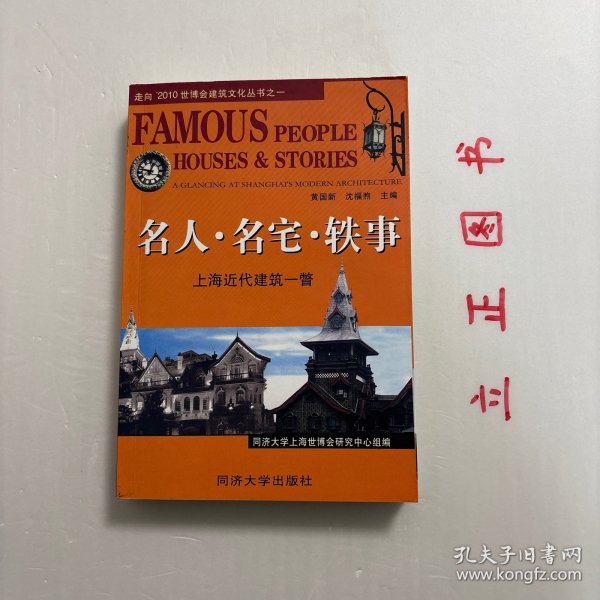 走向'2010世博会建筑文化丛书之一
FAMOUS PEOPLE
HOUSES & STORIES
A GLANCING AT SHANGHAI'S MODERN ARCHITECTURE
黄国新 沈福煦 主编
名人·名宅·轶事
上海近代建筑一瞥
同济大学上海世博会研究中心组编
同济大学出版社
立正图书
孔夫子旧书网
www.kongfz.com